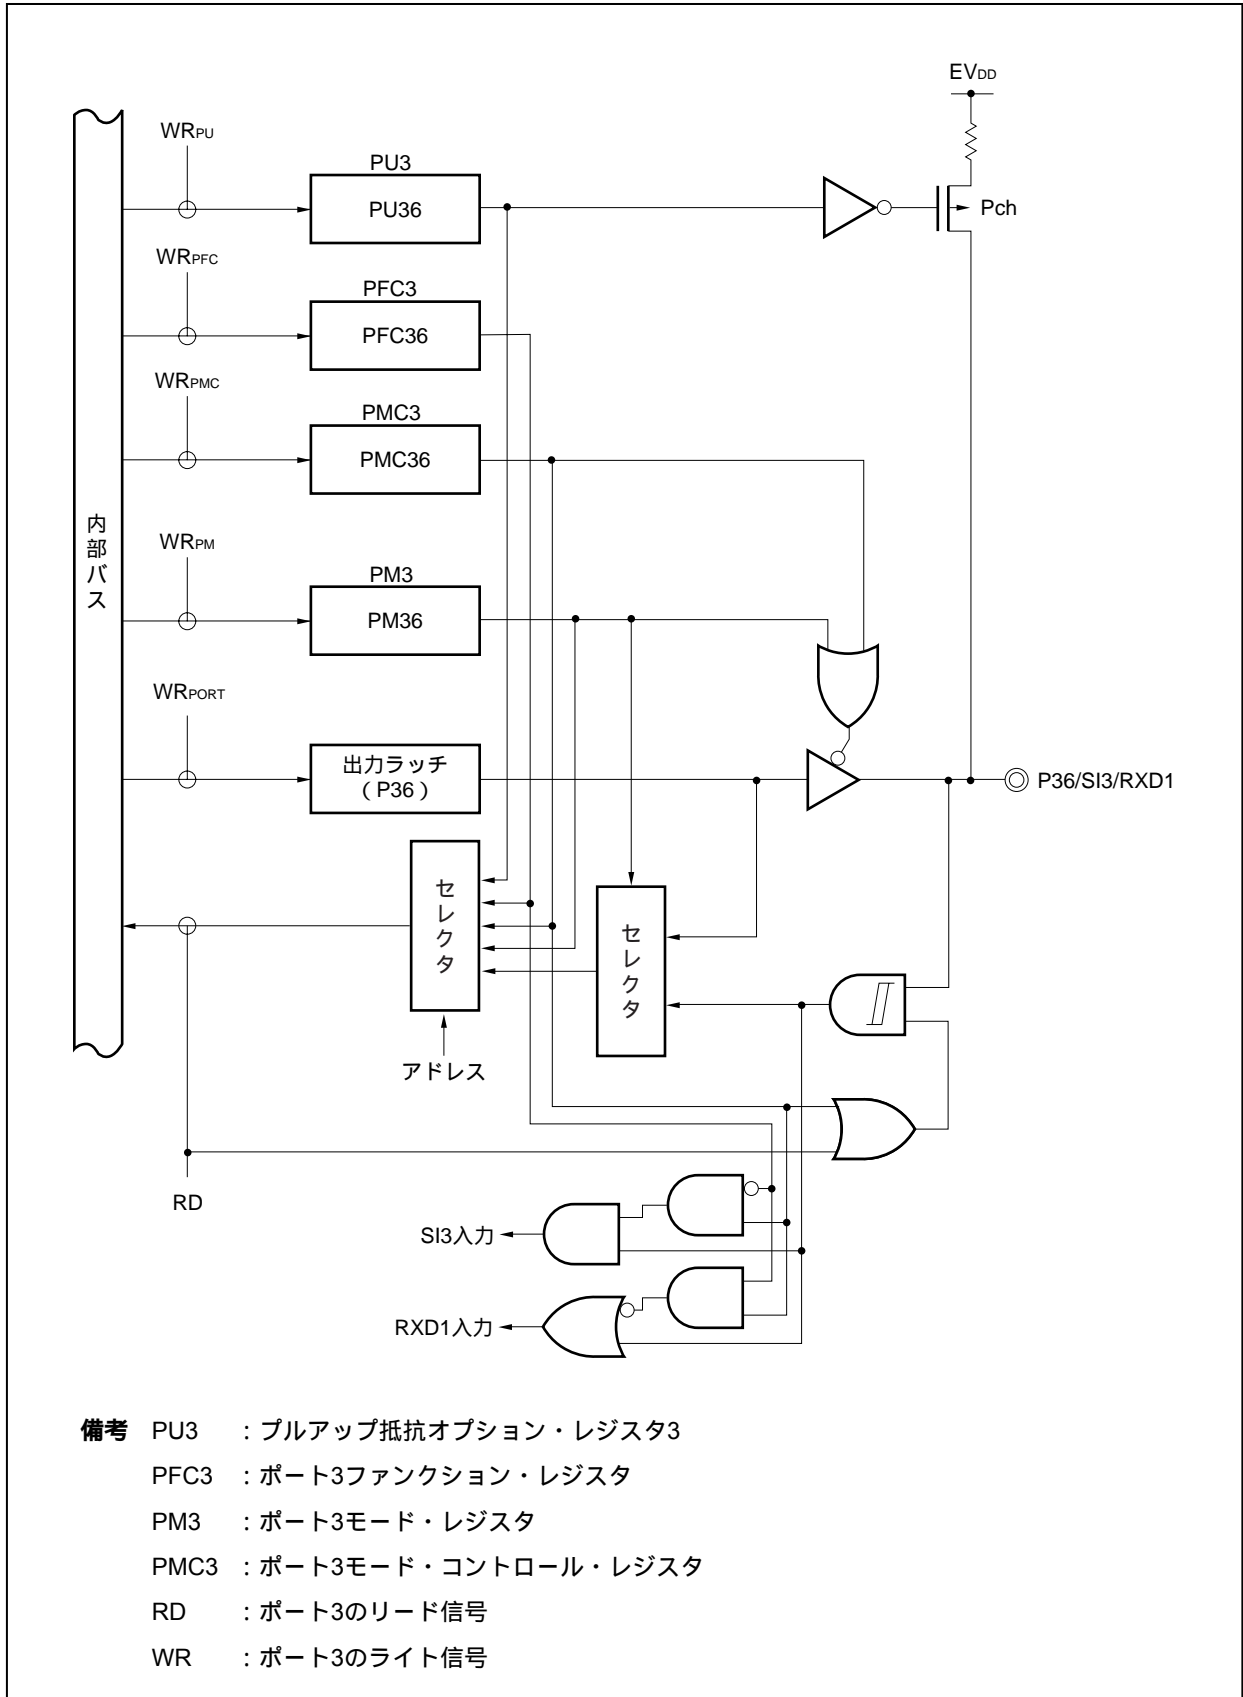 EVDD
WRPU
PU3
PU36
Pch
WRPFC
PFC3
PFC36
WRPMC
PMC3
PMC36
内部バス
WRPM
PM3
PM36
WRPORT
出力ラッチ
（P36）
P36/SI3/RXD1
セレクタ
セレクタ
アドレス
RD
SI3入力
RXD1入力
備考 PU3 ：プルアップ抵抗オプション・レジスタ3
PFC3 ：ポート3ファンクション・レジスタ
PM3 ：ポート3モード・レジスタ
PMC3 ：ポート3モード・コントロール・レジスタ
RD ：ポート3のリード信号
WR ：ポート3のライト信号